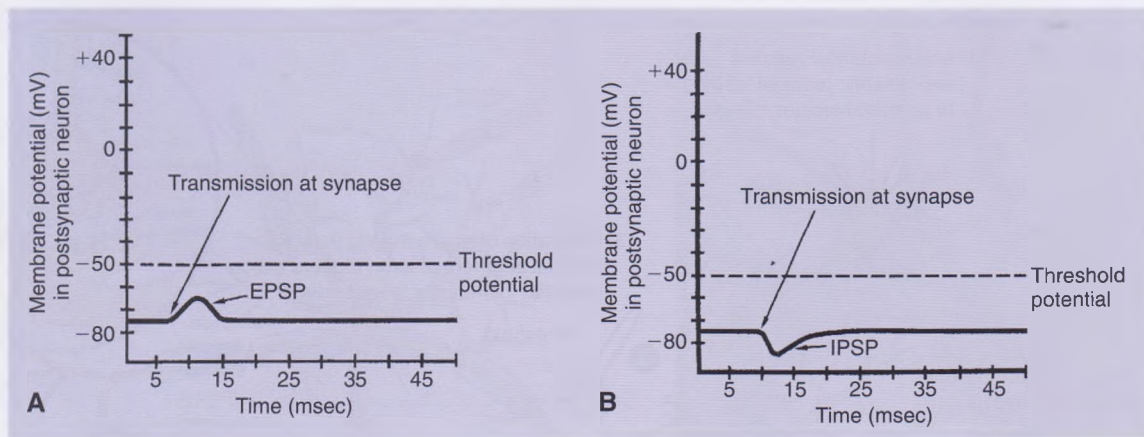 Membrane potential (mV)
in postsynaptic neuron
+40
0
−50
−80
Transmission at synapse
Threshold
potential
EPSP
5 15 25 35 45
Time (msec)
A
Membrane potential (mV)
in postsynaptic neuron
+40
0
−50
−80
Transmission at synapse
Threshold
potential
IPSP
5 15 25 35 45
Time (msec)
B